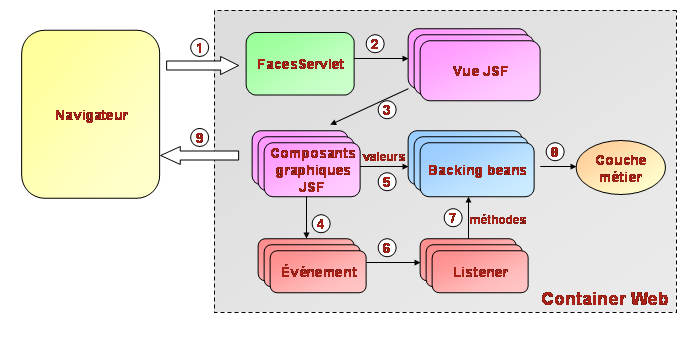 1
2
FacesServlet
Vue JSF
Navigateur
3
9
Composants
graphiques
JSF
valeurs
5
Backing beans
8
Couche
métier
4
7
méthodes
6
Événement
Listener
Container Web